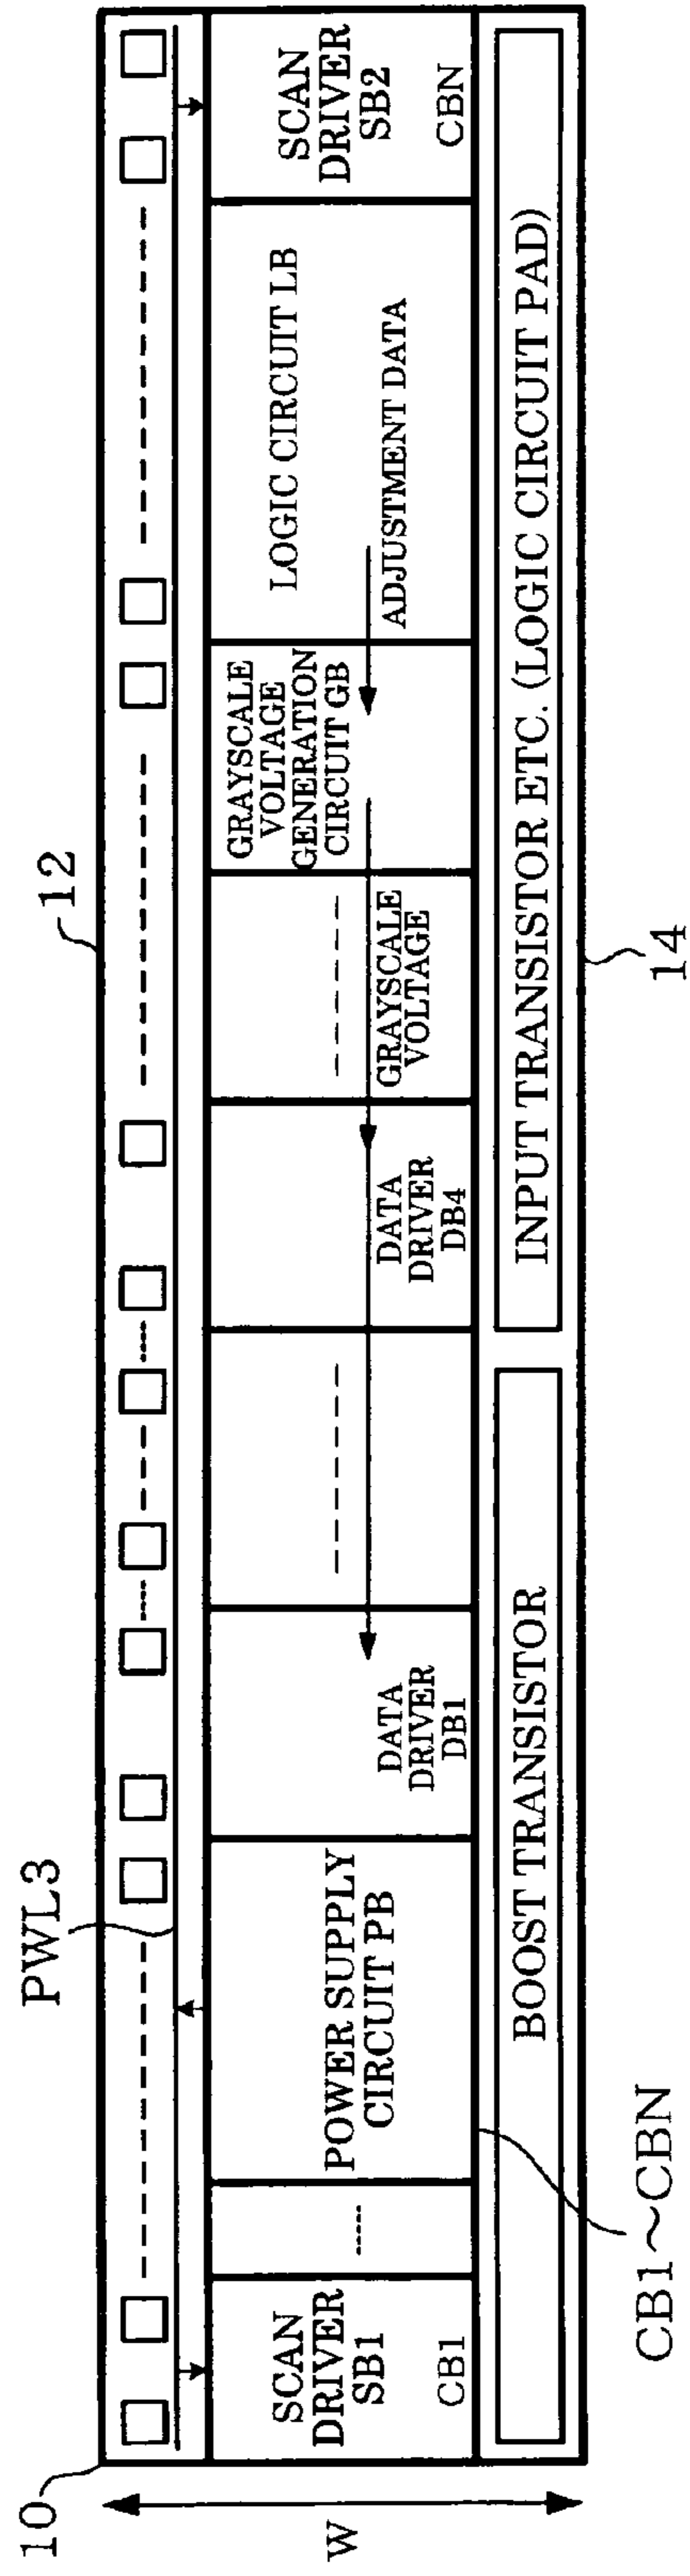 10
PWL3
12
W
SCAN
DRIVER
SB1
CB1
POWER SUPPLY
CIRCUIT PB
DATA
DRIVER
DB1
DATA
DRIVER
DB4
GRAYSCALE
VOLTAGE
GRAYSCALE
VOLTAGE
GENERATION
CIRCUIT GB
LOGIC CIRCUIT LB
ADJUSTMENT DATA
SCAN
DRIVER
SB2
CBN
BOOST TRANSISTOR
INPUT TRANSISTOR ETC. (LOGIC CIRCUIT PAD)
CB1~CBN
14